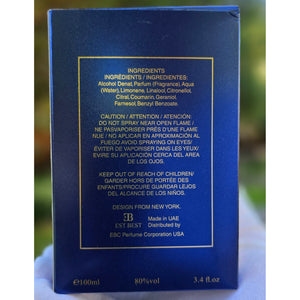 INGREDIENTS
INGRÉDIENTS / INGREDIENTES:
Alcohol Denat, Parfum (Fragrance), Aqua
(Water), Limonene, Linalool, Citronellol,
Citral, Coumarin, Geraniol,
Farnesol, Benzyl Benzoate.
CAUTION / ATTENTION / ATENCIÓN:
DO NOT SPRAY NEAR OPEN FLAME /
NE PASVAPORISER PRÈS D'UNE FLAMME
NUE / NO APLICAR EN APROXIMACIÓN AL
FUEGO AVOID SPRAYING ON EYES/
ÉVITER DE VAPORISER DANS LES YEUX/
EVIRE SU APLICACIÓN CERCA DEL AREA
DE LOS OJOS.
KEEP OUT OF REACH OF CHILDREN/
GARDER HORS DE PORTÉE DES
ENFANTS/PROCURE GUARDAR LEJOS
DEL ALCANCE DE LOS NIÑOS.
DESIGN FROM NEW YORK.
EST. BEST
Made in UAE
Distributed by
EBC Perfume Corporation USA
℮100ml 80%vol 3.4 fl.oz